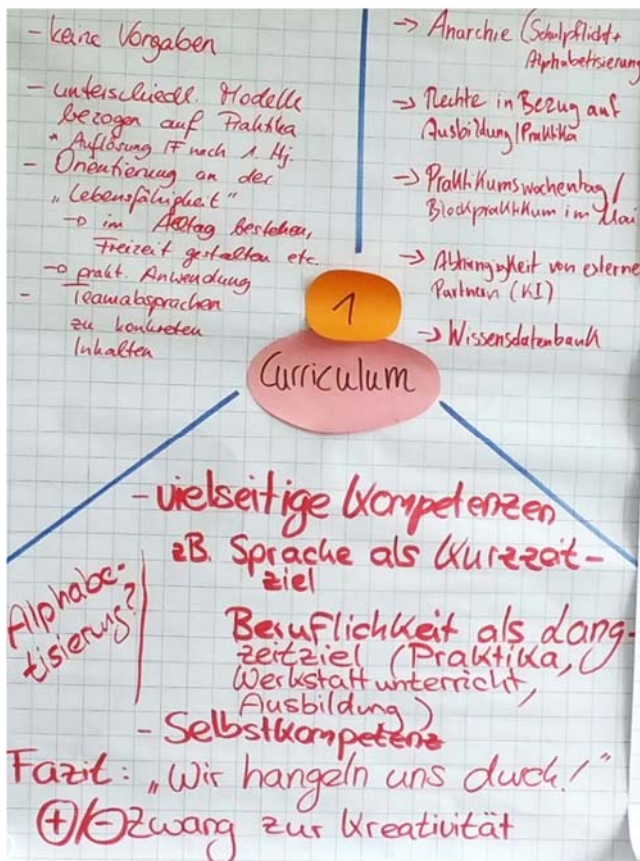 - keine Vorgaben
- unterschiedl. Modelle
bezogen auf Praktika
* Auflösung IF nach 1. Hj.
- Orientierung an der
„Lebensfähigkeit"
→ im Alltag bestehen,
Freizeit gestalten etc.
→ prakt. Anwendung
- Teamabsprachen
zu konkreten
Inhalten
→ Anarchie (Schulpflicht +
Alphabetisierung
→ Rechte in Bezug auf
Ausbildung/Praktika
→ Praktikumswochentag/
Blockpraktikum im Mai
→ Abhängigkeit von externe
Partnern (KI)
→ Wissensdatenbank
1
Curriculum
- vielseitige Kompetenzen
zB. Sprache als Kurzzeit-
ziel
Alphabe-
tisierung?
Beruflichkeit als Lang-
zeitziel (Praktika,
Werkstattunterricht,
Ausbildung)
- Selbstkompetenz
Fazit: „Wir hangeln uns durch!"
+/- Zwang zur Kreativität